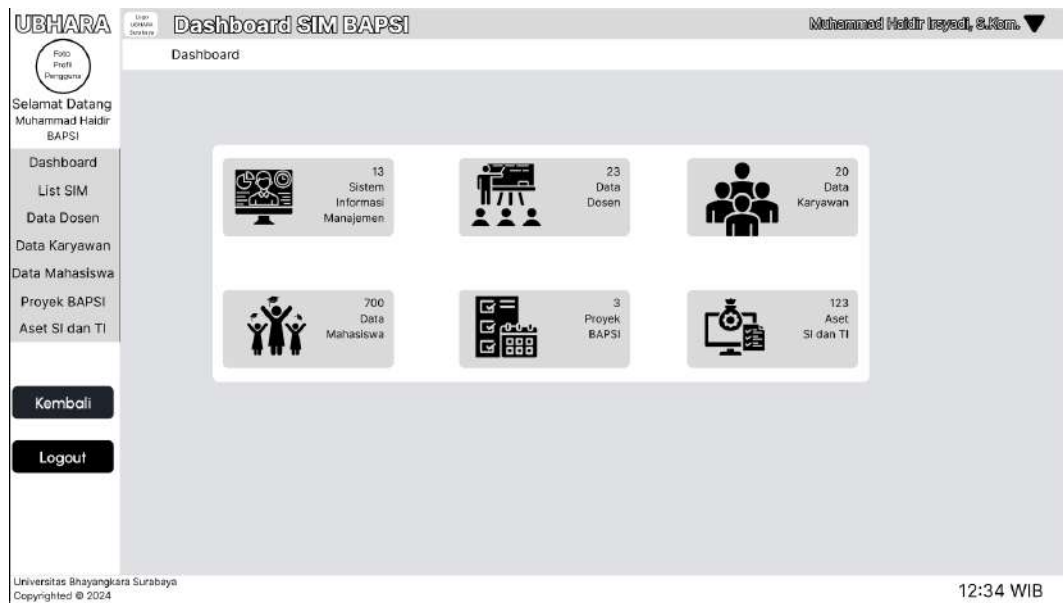 UBHARA
Logo
UBHARA
Surabaya
Dashboard SIM BAPSI
Muhammad Haidir Irsyadi, S.Kom.
Foto
Profil
Pengguna
Dashboard
Selamat Datang
Muhammad Haidir
BAPSI
Dashboard
List SIM
Data Dosen
Data Karyawan
Data Mahasiswa
Proyek BAPSI
Aset SI dan TI
Kembali
Logout
13
Sistem
Informasi
Manajemen
23
Data
Dosen
20
Data
Karyawan
700
Data
Mahasiswa
3
Proyek
BAPSI
123
Aset
SI dan TI
Universitas Bhayangkara Surabaya
Copyrighted © 2024
12:34 WIB